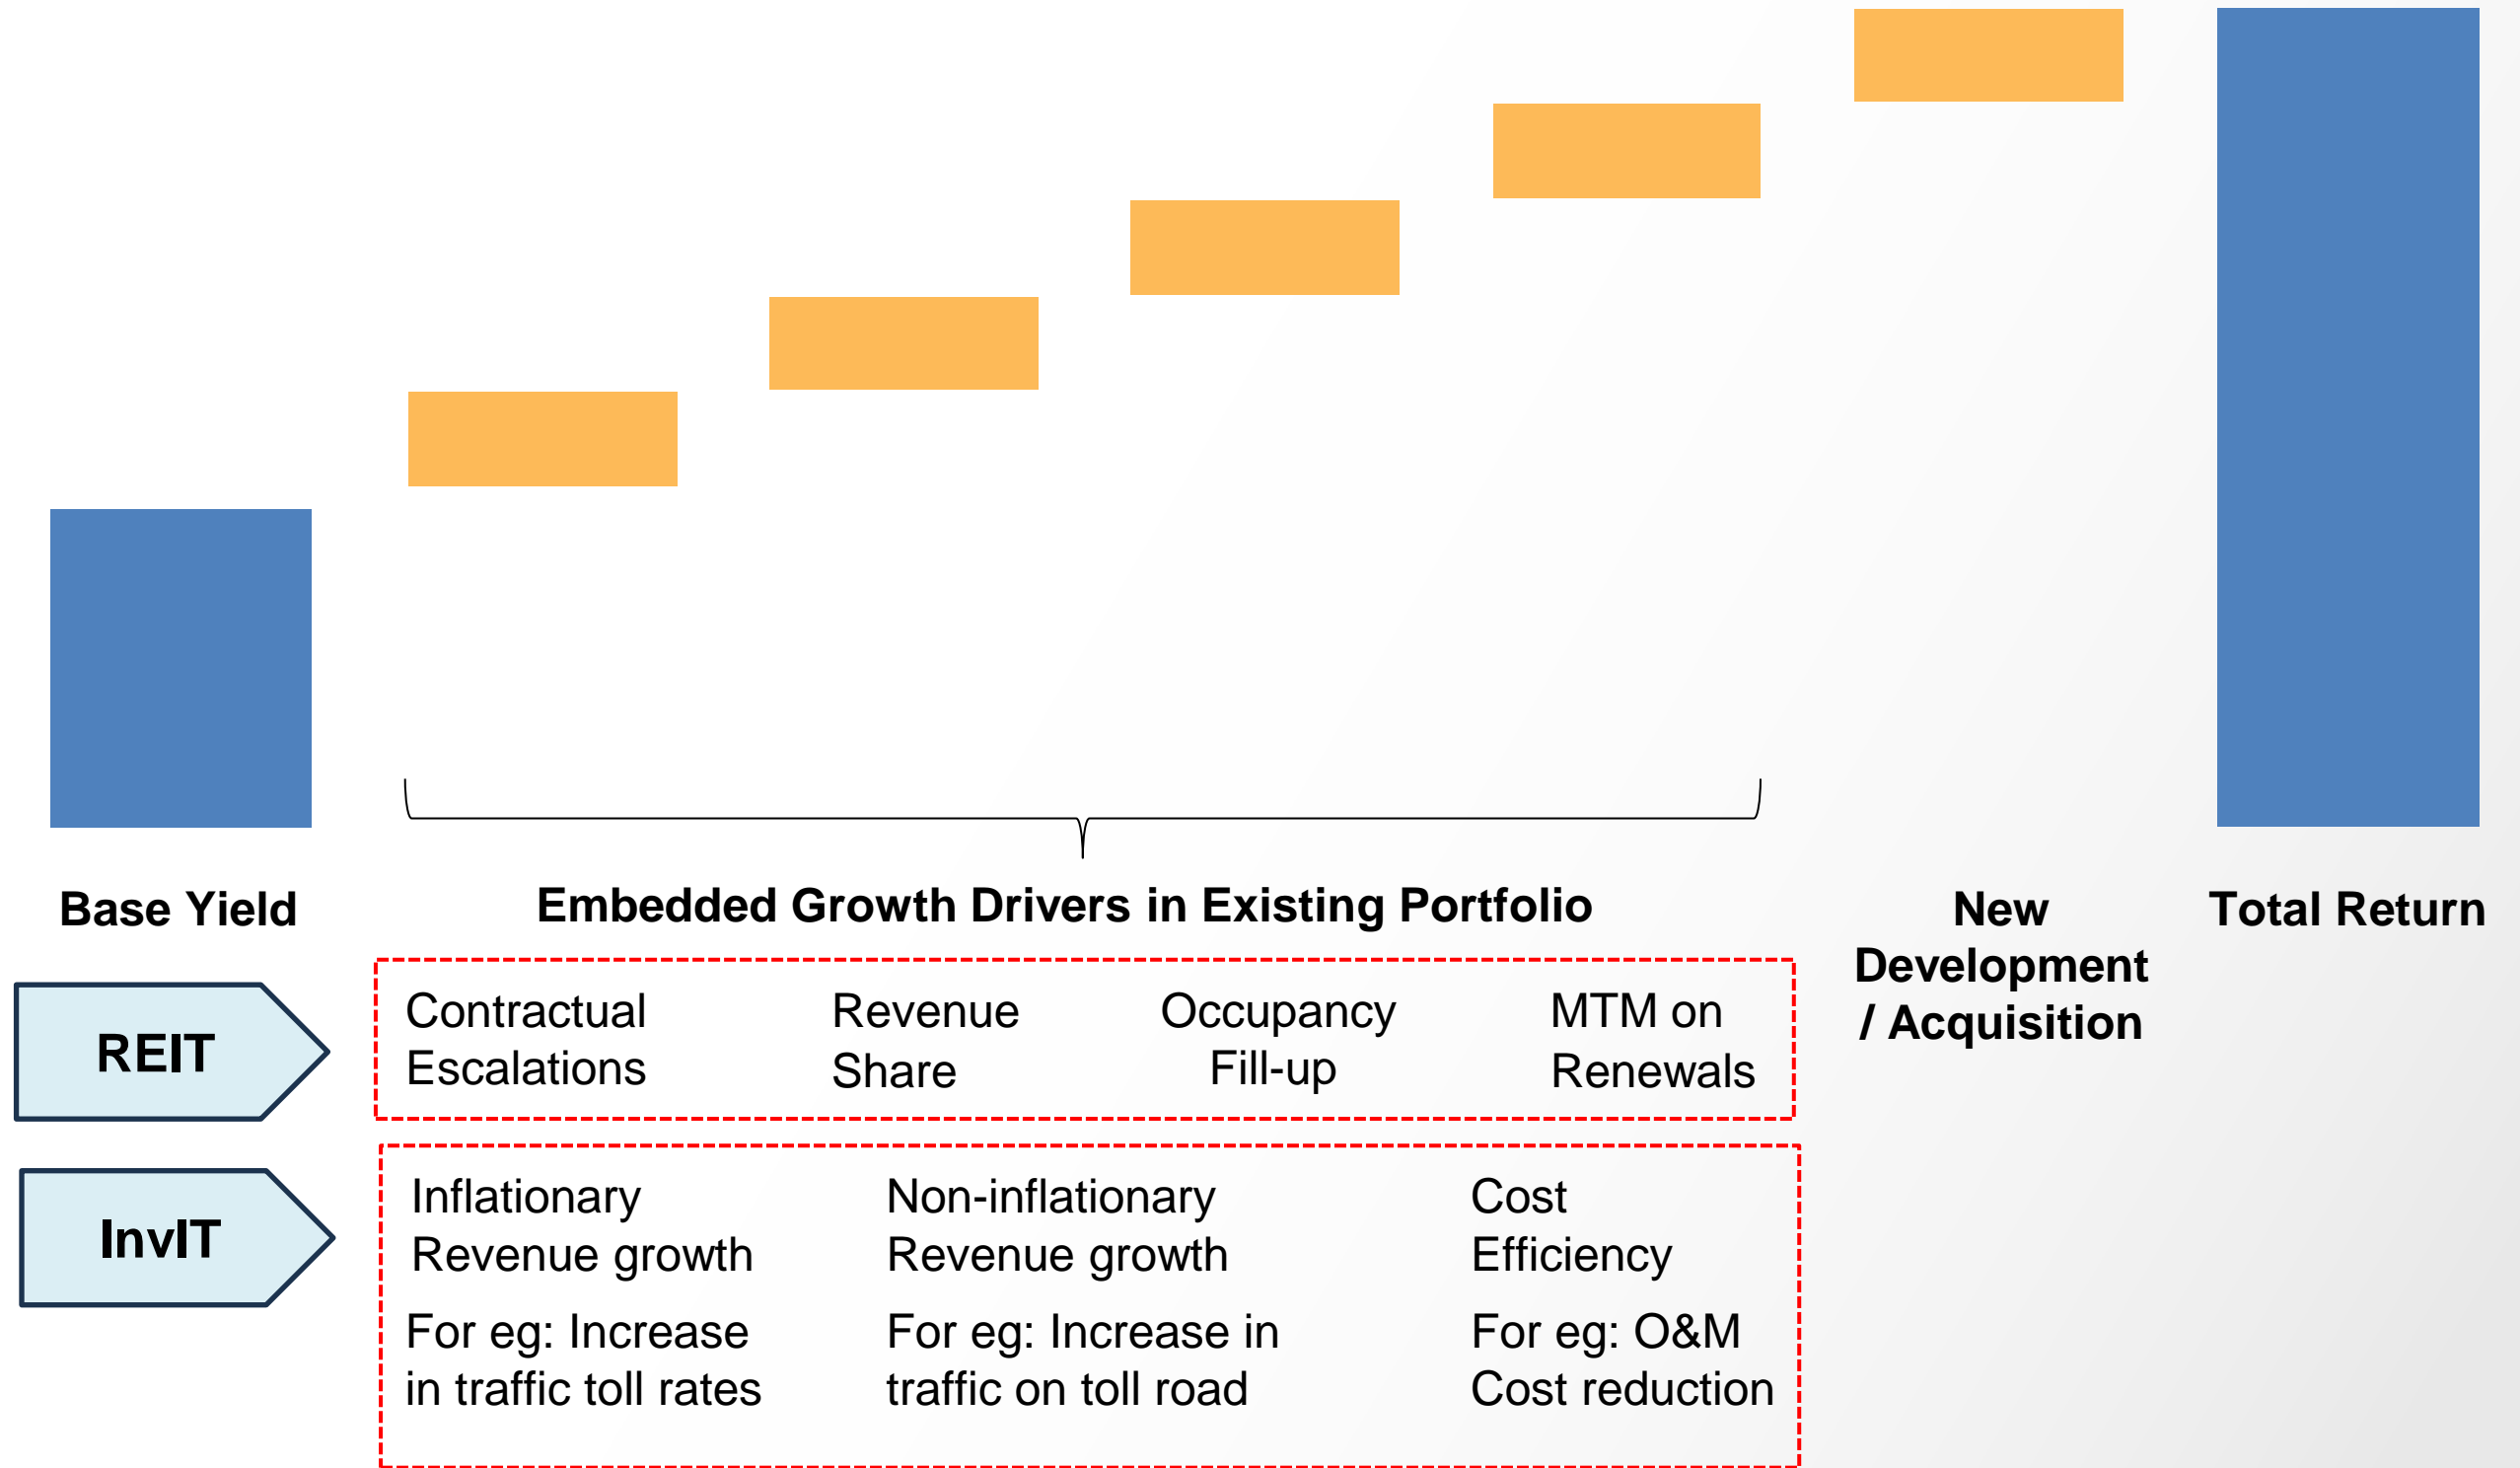 Base Yield
Embedded Growth Drivers in Existing Portfolio
New
Development
/ Acquisition
Total Return
REIT
Contractual
Escalations
Revenue
Share
Occupancy
Fill-up
MTM on
Renewals
InvIT
Inflationary
Revenue growth
For eg: Increase
in traffic toll rates
Non-inflationary
Revenue growth
For eg: Increase in
traffic on toll road
Cost
Efficiency
For eg: O&M
Cost reduction